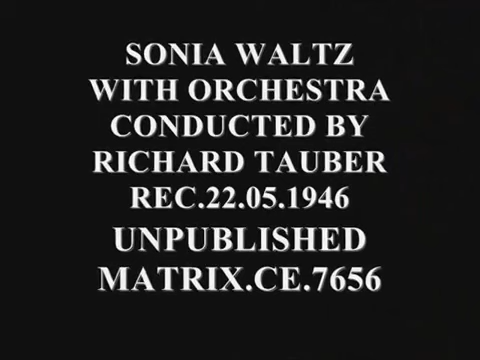 SONIA WALTZ
WITH ORCHESTRA
CONDUCTED BY
RICHARD TAUBER
REC.22.05.1946
UNPUBLISHED
MATRIX.CE.7656